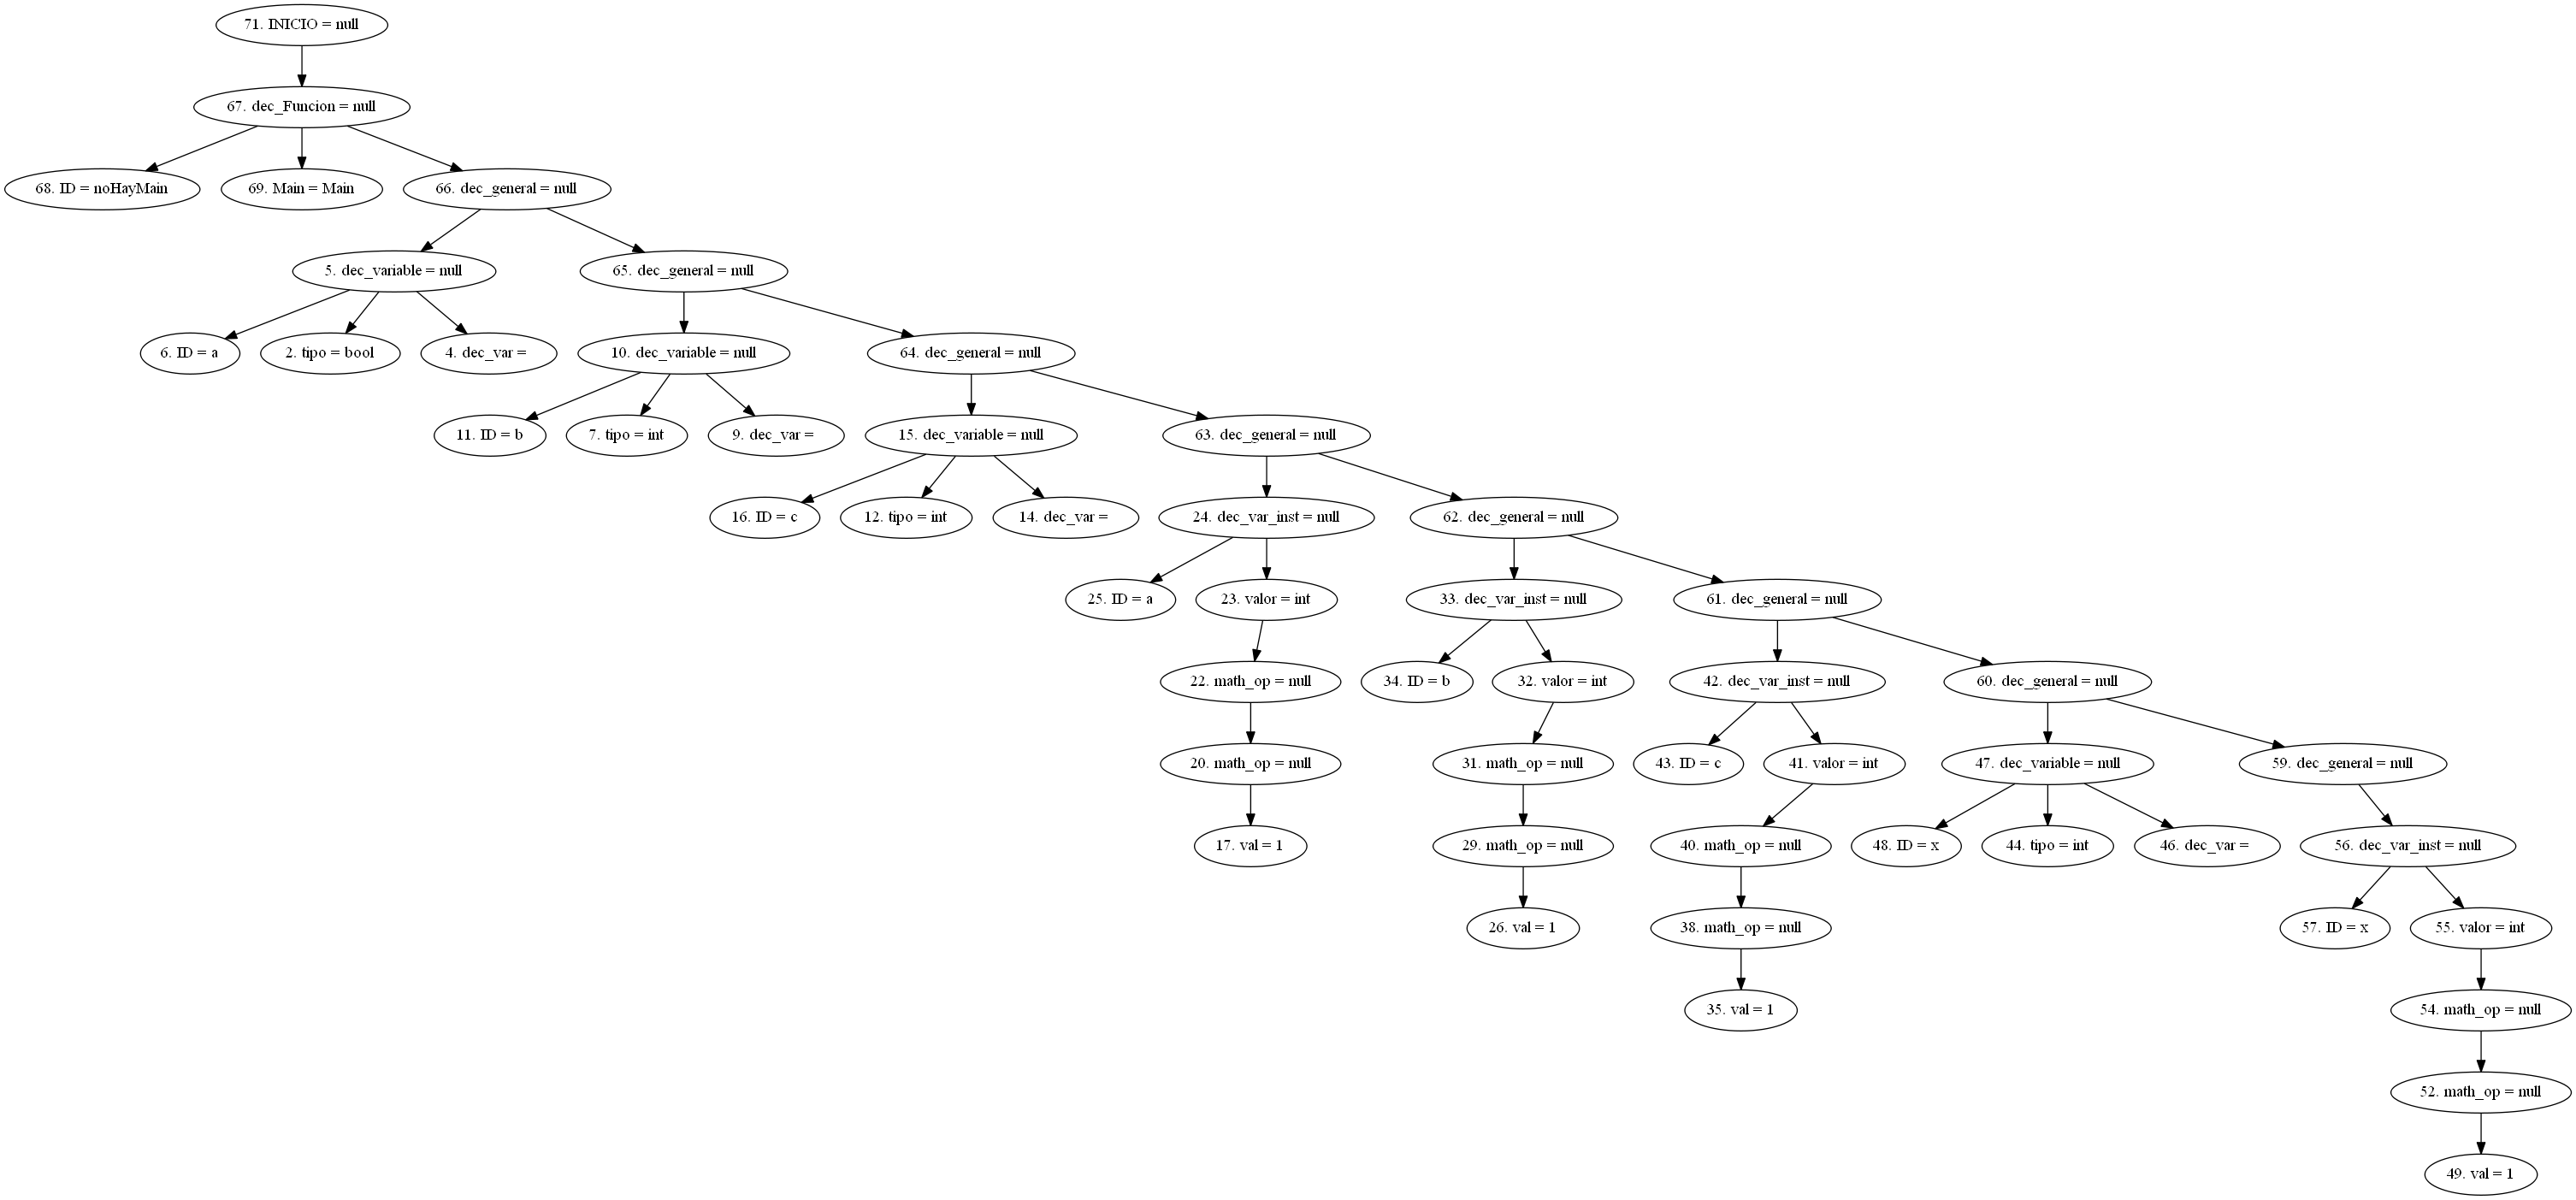 71. INICIO = null
67. dec_Funcion = null
68. ID = noHayMain
69. Main = Main
66. dec_general = null
5. dec_variable = null
65. dec_general = null
6. ID = a
2. tipo = bool
4. dec_var =
10. dec_variable = null
64. dec_general = null
11. ID = b
7. tipo = int
9. dec_var =
15. dec_variable = null
63. dec_general = null
16. ID = c
12. tipo = int
14. dec_var =
24. dec_var_inst = null
62. dec_general = null
25. ID = a
23. valor = int
33. dec_var_inst = null
61. dec_general = null
22. math_op = null
34. ID = b
32. valor = int
42. dec_var_inst = null
60. dec_general = null
20. math_op = null
31. math_op = null
43. ID = c
41. valor = int
47. dec_variable = null
59. dec_general = null
17. val = 1
29. math_op = null
40. math_op = null
48. ID = x
44. tipo = int
46. dec_var =
56. dec_var_inst = null
26. val = 1
38. math_op = null
57. ID = x
55. valor = int
35. val = 1
54. math_op = null
52. math_op = null
49. val = 1